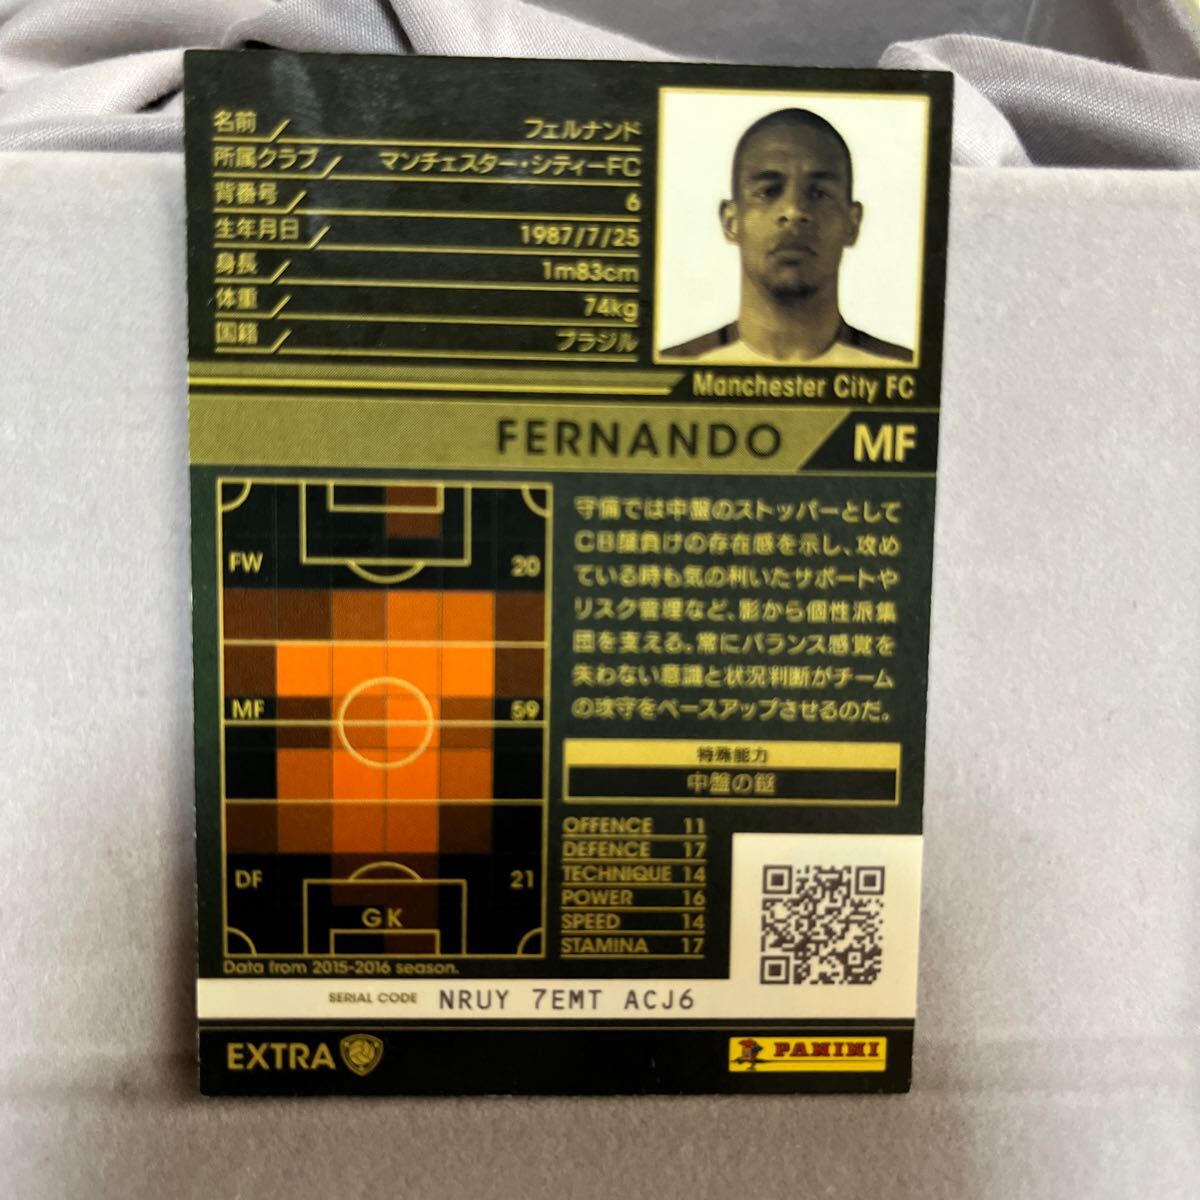 名前 フェルナンド
所属クラブ マンチェスター・シティーFC
背番号 6
生年月日 1987/7/25
身長 1m83cm
体重 74kg
国籍 ブラジル
Manchester City FC
FERNANDO MF
守備では中盤のストッパーとして
CB顔負けの存在感を示し、攻め
ている時も気の利いたサポートや
リスク管理など、影から個性派集
団を支える。常にバランス感覚を
失わない意識と状況判断がチーム
の攻守をベースアップさせるのだ。
FW 20
MF 59
DF 21
GK
Data from 2015-2016 season.
特殊能力
中盤の鎹
OFFENCE 11
DEFENCE 17
TECHNIQUE 14
POWER 16
SPEED 14
STAMINA 17
SERIAL CODE NRUY 7EMT ACJ6
EXTRA
PANINI